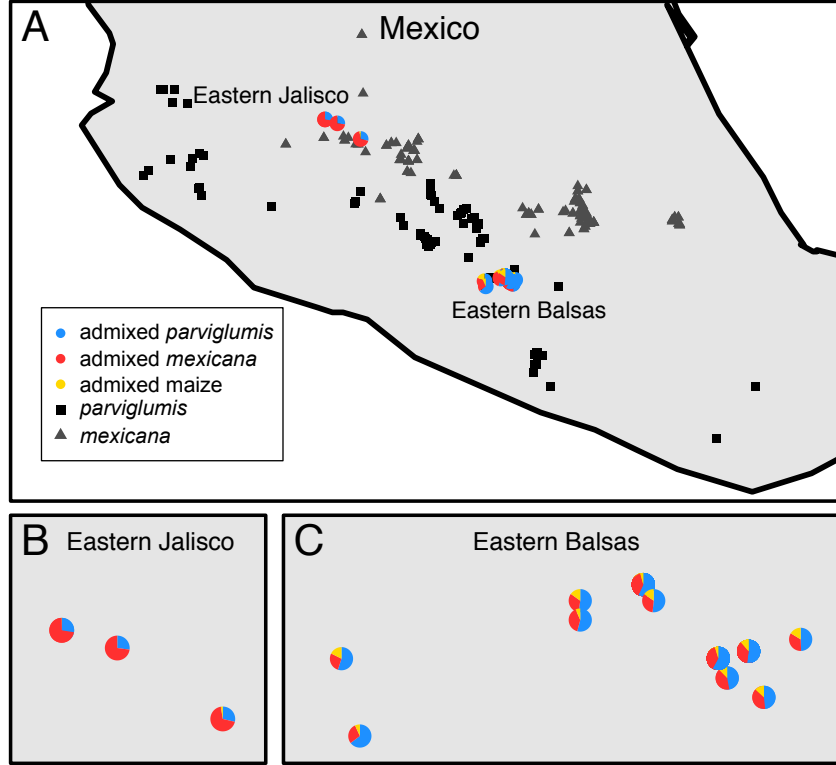 A
Mexico
Eastern Jalisco
Eastern Balsas
admixed parviglumis
admixed mexicana
admixed maize
parviglumis
mexicana
B
Eastern Jalisco
C
Eastern Balsas